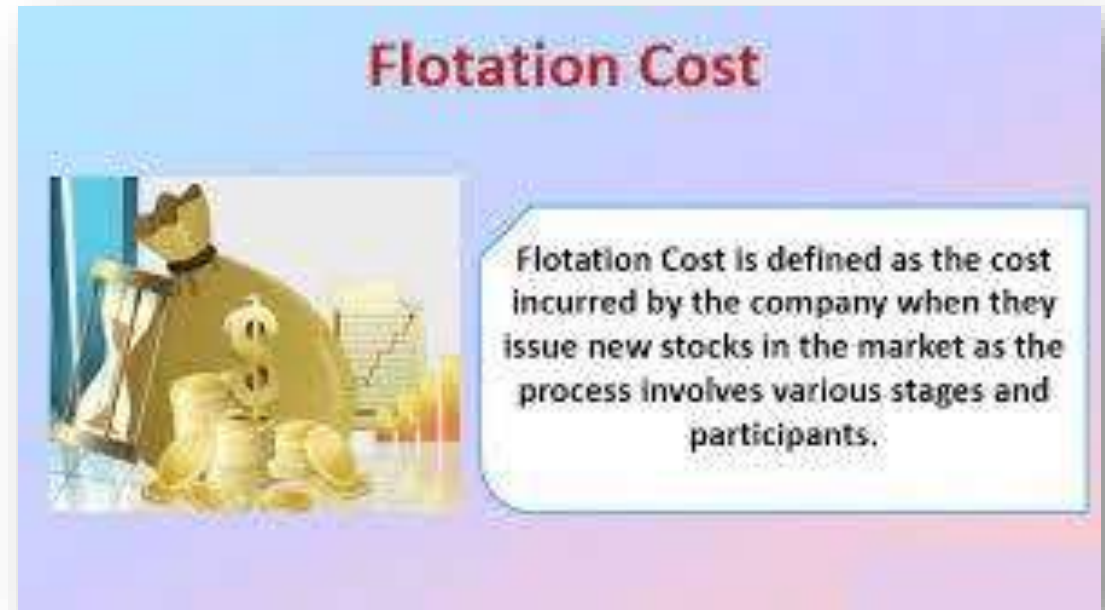 Flotation Cost
Flotation Cost is defined as the cost
incurred by the company when they
issue new stocks in the market as the
process involves various stages and
participants.